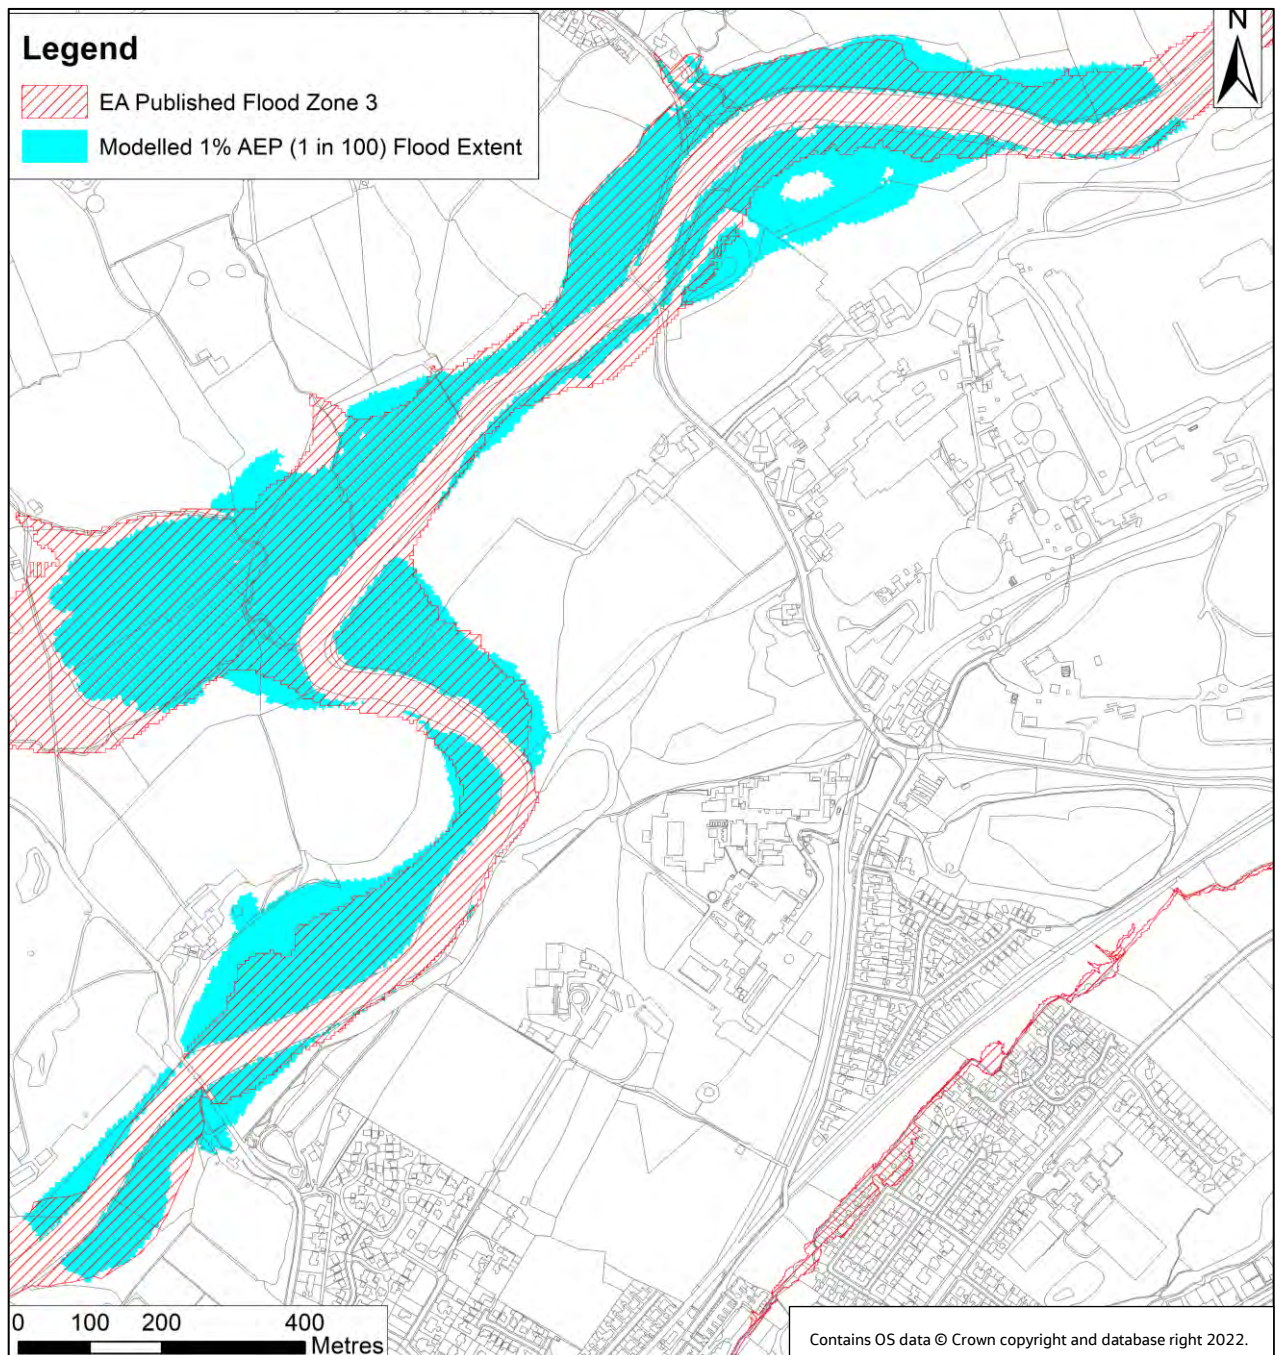 Legend
EA Published Flood Zone 3
Modelled 1% AEP (1 in 100) Flood Extent
N
0 100 200 400
Metres
Contains OS data © Crown copyright and database right 2022.